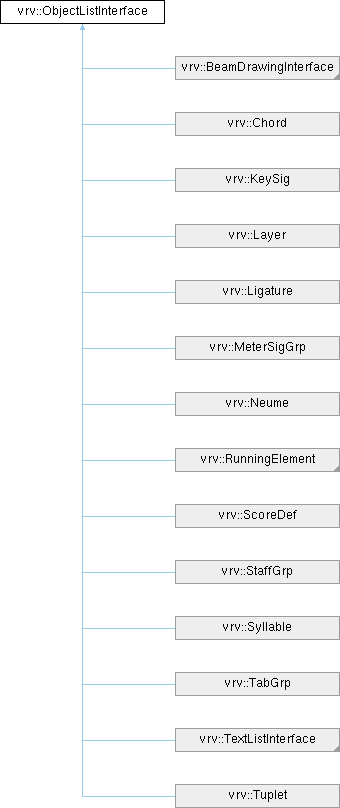 vrv::ObjectListInterface
vrv::BeamDrawingInterface
vrv::Chord
vrv::KeySig
vrv::Layer
vrv::Ligature
vrv::MeterSigGrp
vrv::Neume
vrv::RunningElement
vrv::ScoreDef
vrv::StaffGrp
vrv::Syllable
vrv::TabGrp
vrv::TextListInterface
vrv::Tuplet